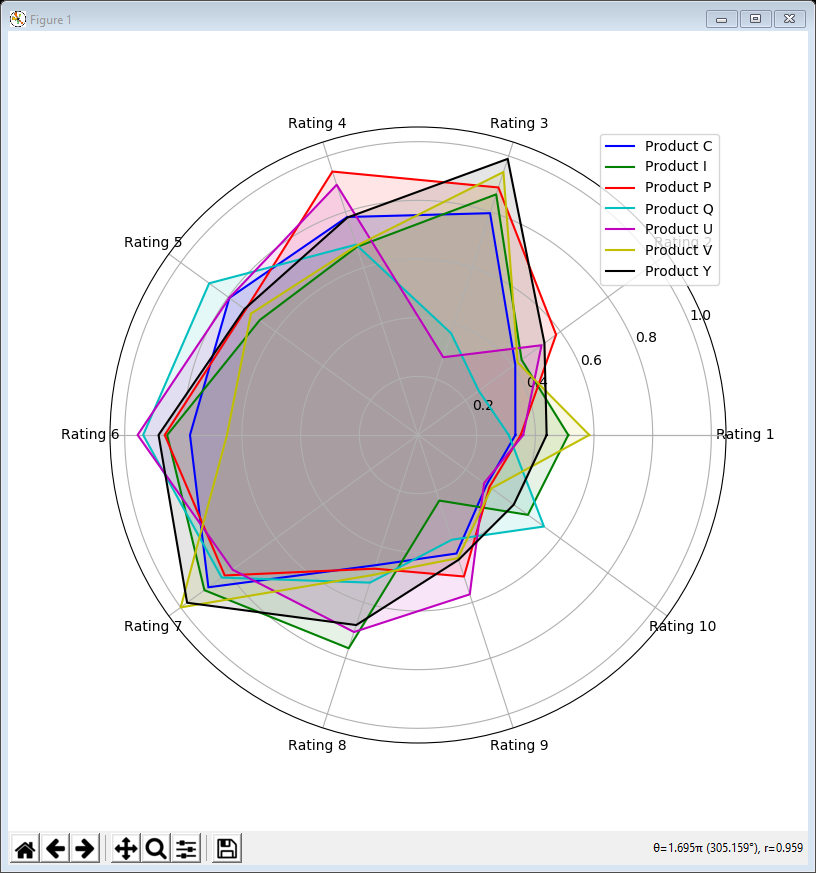 Figure 1
Rating 4
Rating 3
Product C
Product I
Product P
Product Q
Product U
Product V
Product Y
Rating 5
Rating 2
1.0
0.8
0.6
0.4
0.2
Rating 6
Rating 1
Rating 7
Rating 10
Rating 8
Rating 9
θ=1.695π (305.159°), r=0.959